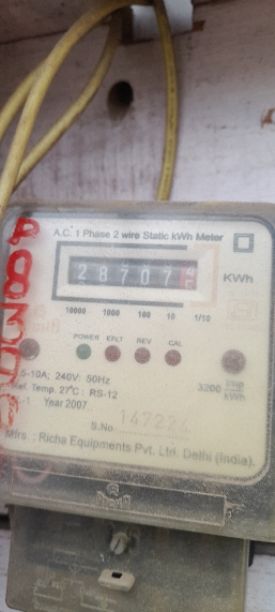 A.C. 1 Phase 2 wire Static kWh Meter
2 8 7 0 7
KWh
10000 1000 100 10 1/10
POWER E/LT REV CAL
5-10A; 240V; 50Hz
Ref. Temp. 27°C; RS-12
3200 imp/kWh
Year 2007
S.No.
Mfrs. : Richa Equipments Pvt. Ltd. Delhi (India).